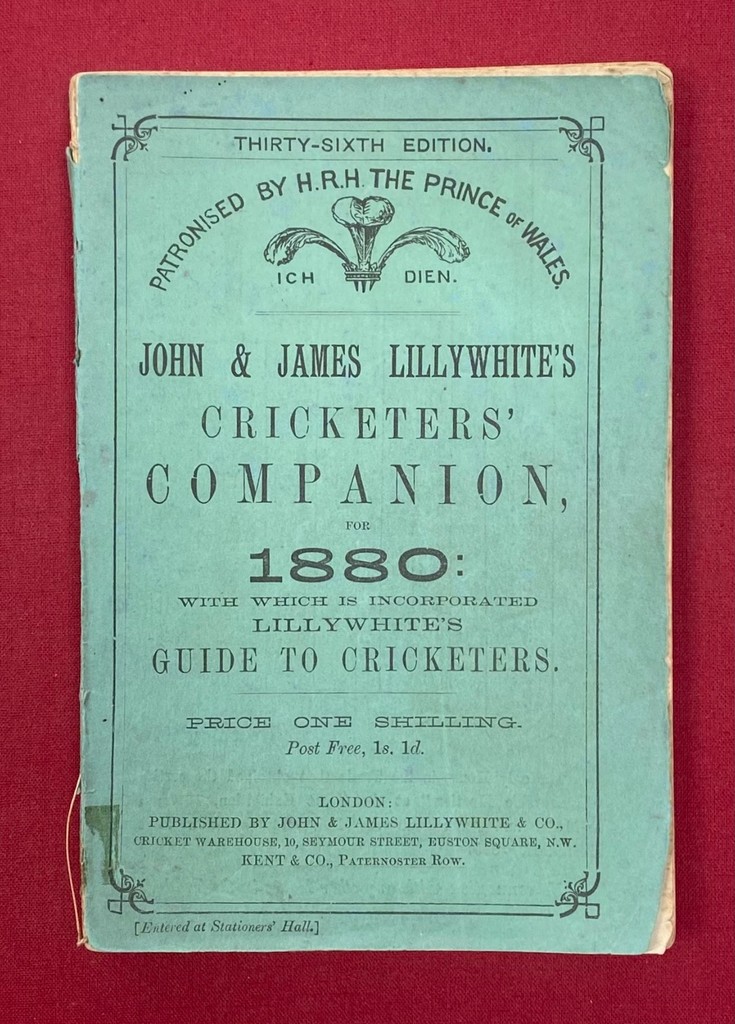 THIRTY-SIXTH EDITION.
PATRONISED BY H.R.H. THE PRINCE OF WALES.
ICH DIEN.
JOHN & JAMES LILLYWHITE'S
CRICKETERS'
COMPANION,
FOR
1880:
WITH WHICH IS INCORPORATED
LILLYWHITE'S
GUIDE TO CRICKETERS.
PRICE ONE SHILLING.
Post Free, 1s. 1d.
LONDON:
PUBLISHED BY JOHN & JAMES LILLYWHITE & CO.,
CRICKET WAREHOUSE, 10, SEYMOUR STREET, EUSTON SQUARE, N.W.
KENT & CO., PATERNOSTER ROW.
[Entered at Stationers' Hall.]